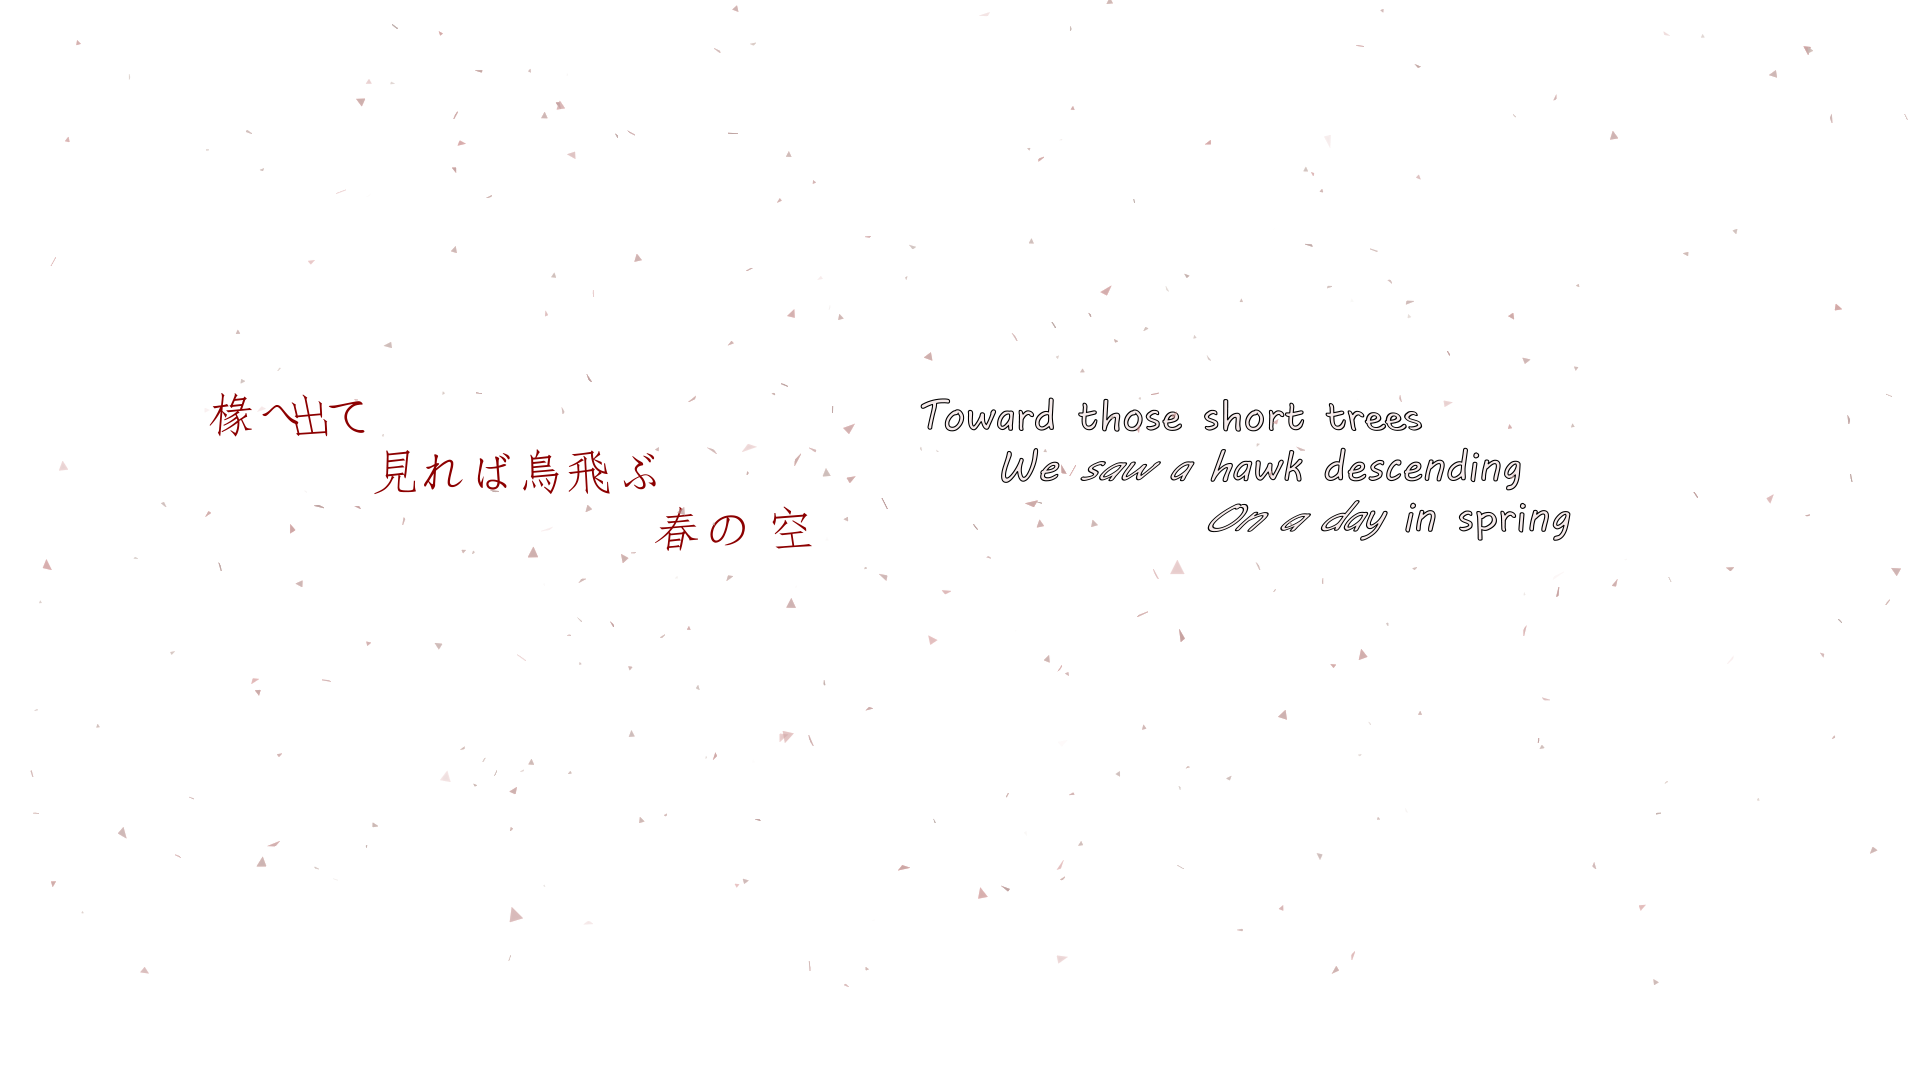 椽へ出て
見れば鳥飛ぶ
春の空
Toward those short trees
We saw a hawk descending
On a day in spring